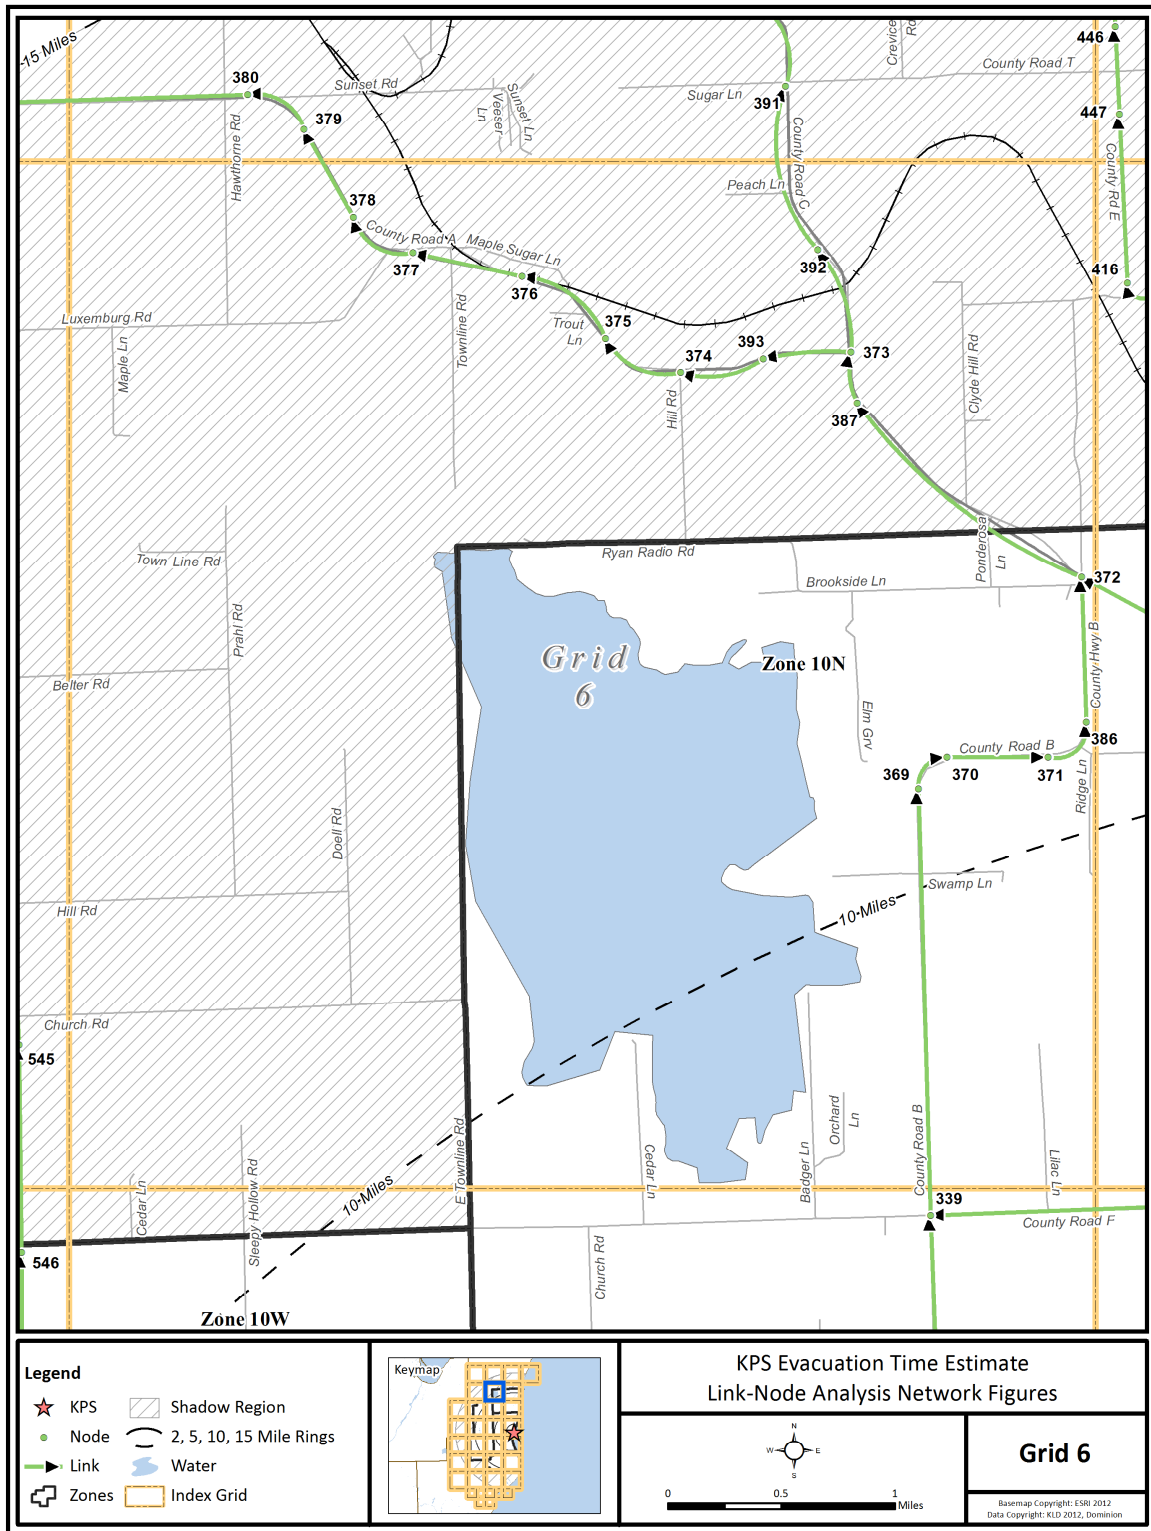 -15 Miles
Crevice Rd
446
County Road T
380
Sunset Rd
Sugar Ln
391
Veeser Ln
Sunset Ln
447
379
Hawthorne Rd
County Road C
County Rd E
Peach Ln
378
County Road A
Maple Sugar Ln
377
376
392
416
Luxemburg Rd
Maple Ln
Townline Rd
Trout Ln
375
393
374
373
Clyde Hill Rd
Hill Rd
387
Ryan Radio Rd
Town Line Rd
Ponderosa Ln
Brookside Ln
372
Prahl Rd
Grid
6
Zone 10N
County Hwy B
Belter Rd
Elm Grv
386
County Road B
369
370
371
Ridge Ln
Doell Rd
Swamp Ln
Hill Rd
10-Miles
Church Rd
545
Orchard Ln
County Road B
E Townline Rd
Cedar Ln
Badger Ln
Lilac Ln
Cedar Ln
Sleepy Hollow Rd
10-Miles
339
County Road F
546
Church Rd
Zone 10W
Legend
KPS
Shadow Region
Node
2, 5, 10, 15 Mile Rings
Link
Water
Zones
Index Grid
Keymap
KPS Evacuation Time Estimate
Link-Node Analysis Network Figures
N
W E
S
0 0.5 1
Miles
Grid 6
Basemap Copyright: ESRI 2012
Data Copyright: KLD 2012, Dominion